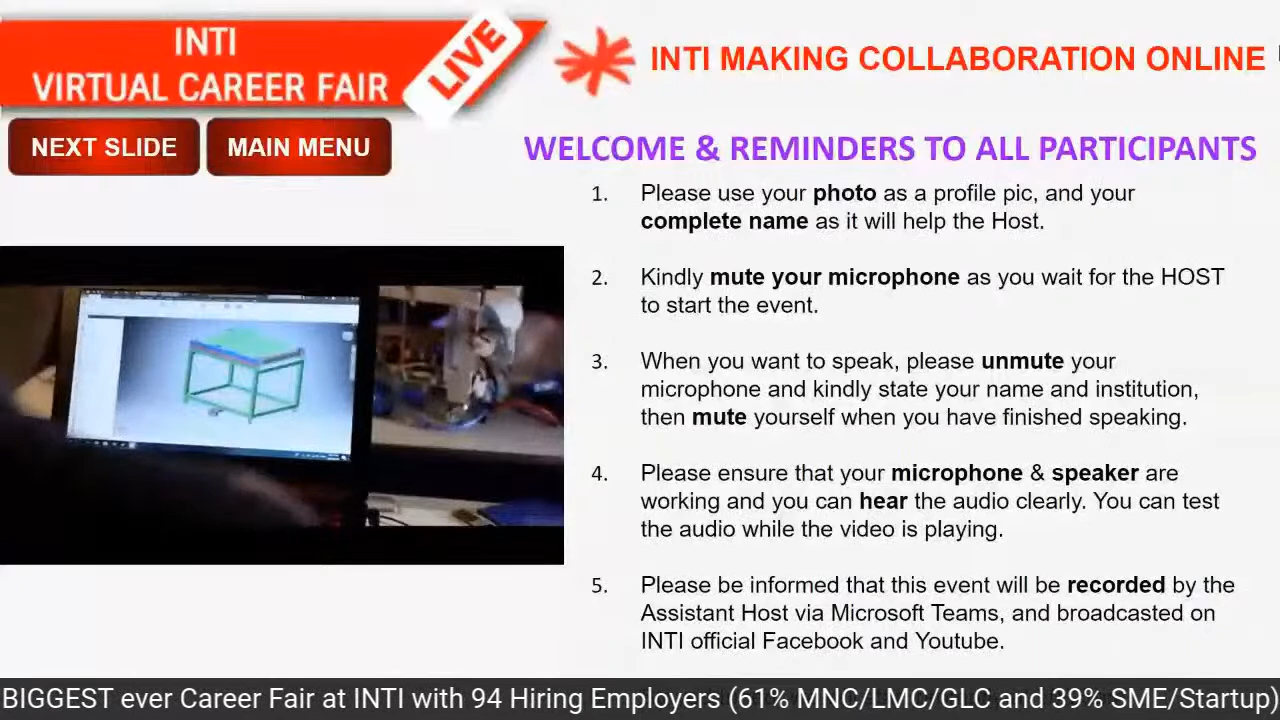 INTI
VIRTUAL CAREER FAIR
LIVE
INTI MAKING COLLABORATION ONLINE
NEXT SLIDE
MAIN MENU
WELCOME & REMINDERS TO ALL PARTICIPANTS
1. Please use your photo as a profile pic, and your
complete name as it will help the Host.
2. Kindly mute your microphone as you wait for the HOST
to start the event.
3. When you want to speak, please unmute your
microphone and kindly state your name and institution,
then mute yourself when you have finished speaking.
4. Please ensure that your microphone & speaker are
working and you can hear the audio clearly. You can test
the audio while the video is playing.
5. Please be informed that this event will be recorded by the
Assistant Host via Microsoft Teams, and broadcasted on
INTI official Facebook and Youtube.
BIGGEST ever Career Fair at INTI with 94 Hiring Employers (61% MNC/LMC/GLC and 39% SME/Startup)